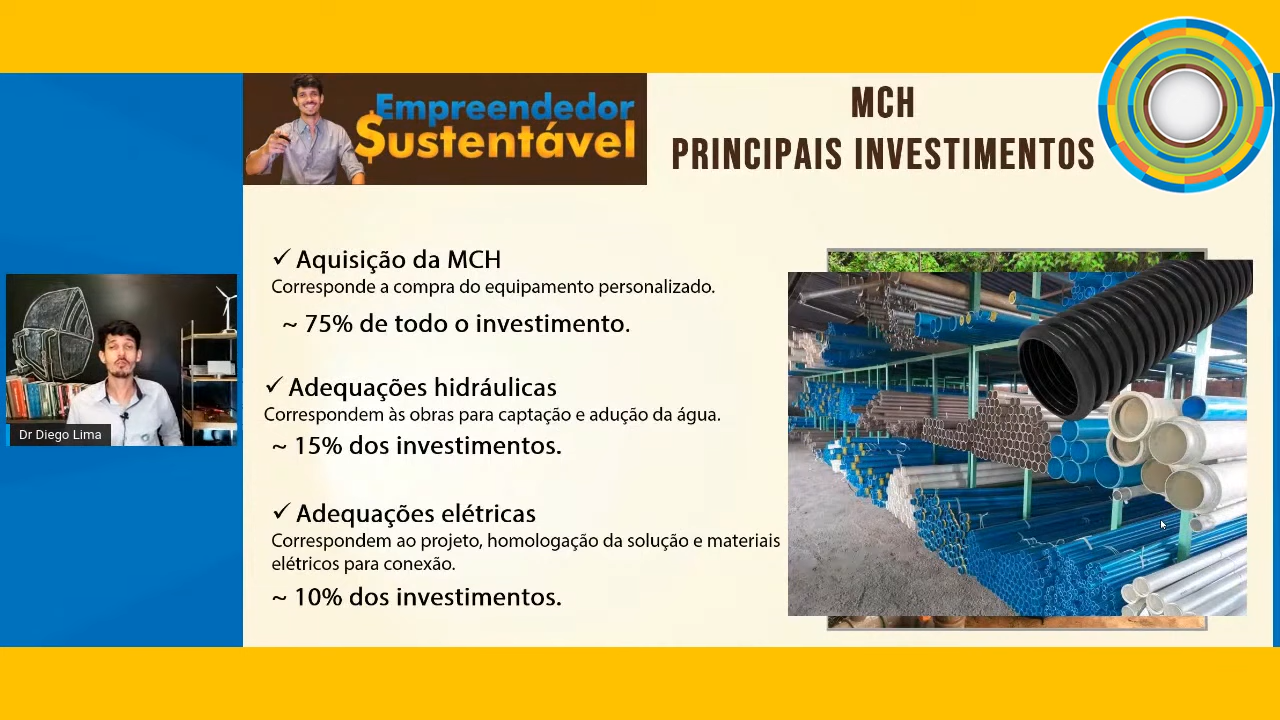 Empreendedor
$ustentável
MCH
PRINCIPAIS INVESTIMENTOS
✓ Aquisição da MCH
Corresponde a compra do equipamento personalizado.
~ 75% de todo o investimento.
✓ Adequações hidráulicas
Correspondem às obras para captação e adução da água.
~ 15% dos investimentos.
✓ Adequações elétricas
Correspondem ao projeto, homologação da solução e materiais
elétricos para conexão.
~ 10% dos investimentos.
Dr Diego Lima